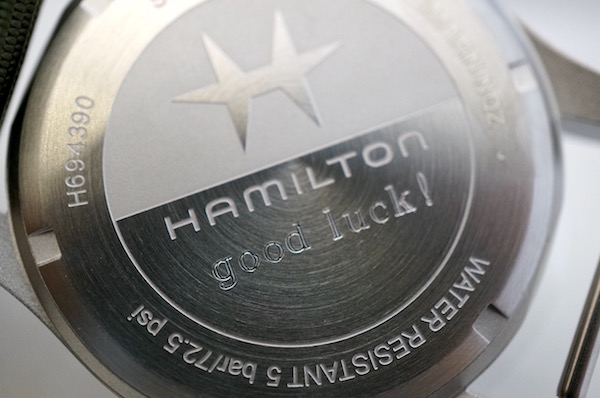 HAMILTON
good luck!
H694390
WATER RESISTANT 5 bar/72.5 psi